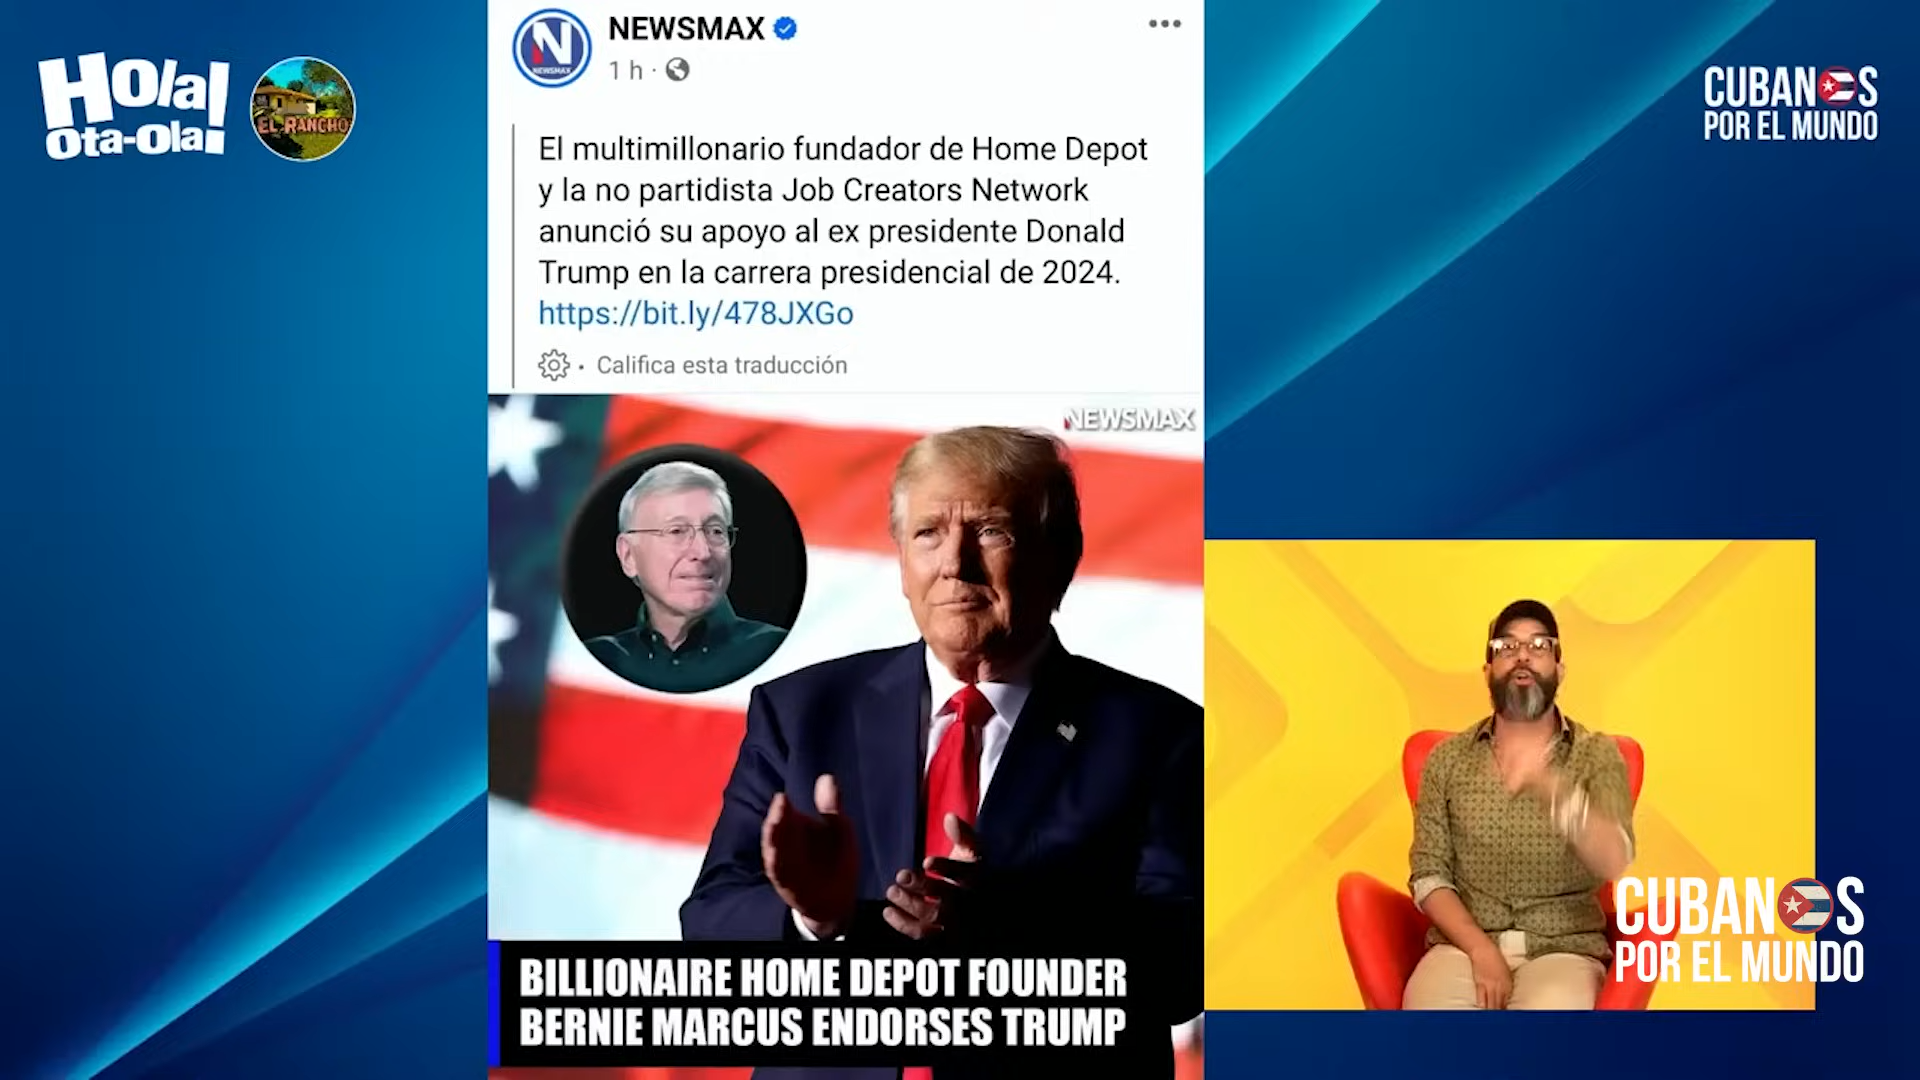 Hola!
Ota-Ola!
EL RANCHO
NEWSMAX
NEWSMAX
1 h ·
CUBANOS
POR EL MUNDO
El multimillonario fundador de Home Depot
y la no partidista Job Creators Network
anunció su apoyo al ex presidente Donald
Trump en la carrera presidencial de 2024.
https://bit.ly/478JXGo
· Califica esta traducción
NEWSMAX
BILLIONAIRE HOME DEPOT FOUNDER
BERNIE MARCUS ENDORSES TRUMP
CUBANOS
POR EL MUNDO